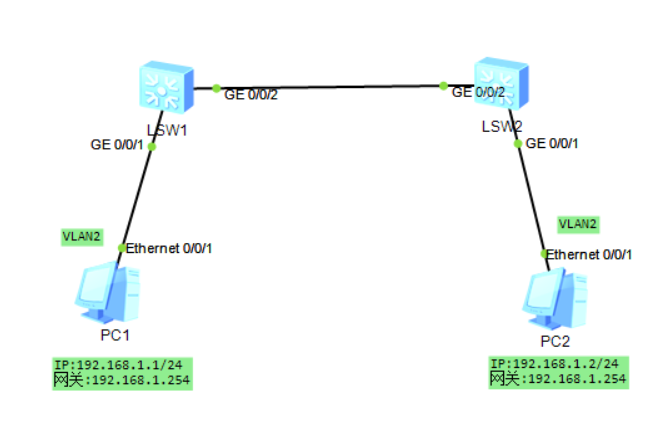 GE 0/0/2
GE 0/0/2
LSW1
LSW2
GE 0/0/1
GE 0/0/1
VLAN2
VLAN2
Ethernet 0/0/1
Ethernet 0/0/1
PC1
PC2
IP:192.168.1.1/24
网关:192.168.1.254
IP:192.168.1.2/24
网关:192.168.1.254